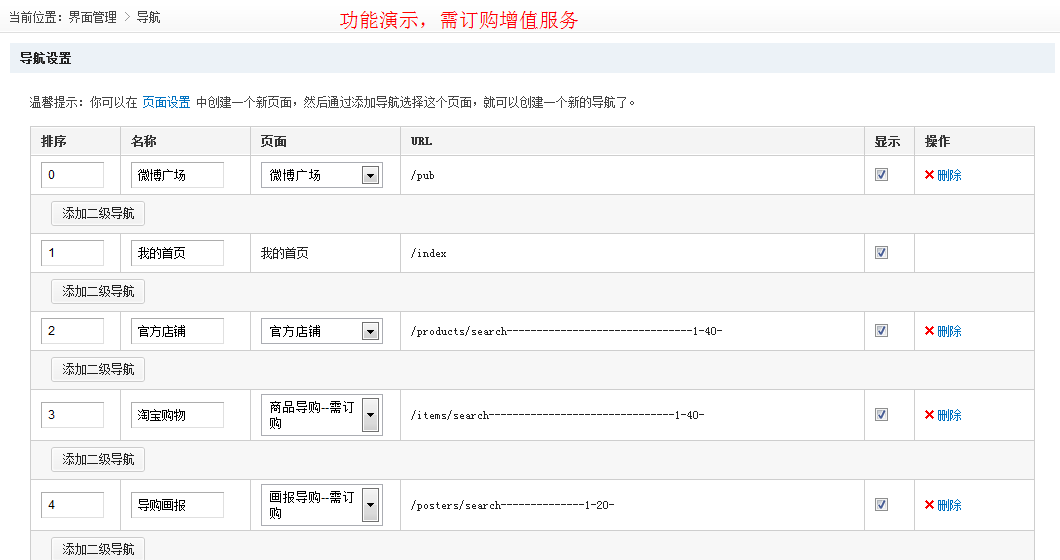 当前位置：界面管理 > 导航
功能演示，需订购增值服务
导航设置
温馨提示：你可以在 页面设置 中创建一个新页面，然后通过添加导航选择这个页面，就可以创建一个新的导航了。
排序 名称 页面 URL 显示 操作
0 微博广场 微博广场 /pub 删除
添加二级导航
1 我的首页 我的首页 /index
添加二级导航
2 官方店铺 官方店铺 /products/search-------------------------------1-40- 删除
添加二级导航
3 淘宝购物 商品导购--需订
购 /items/search-------------------------------1-40- 删除
添加二级导航
4 导购画报 画报导购--需订
购 /posters/search--------------1-20- 删除
添加二级导航